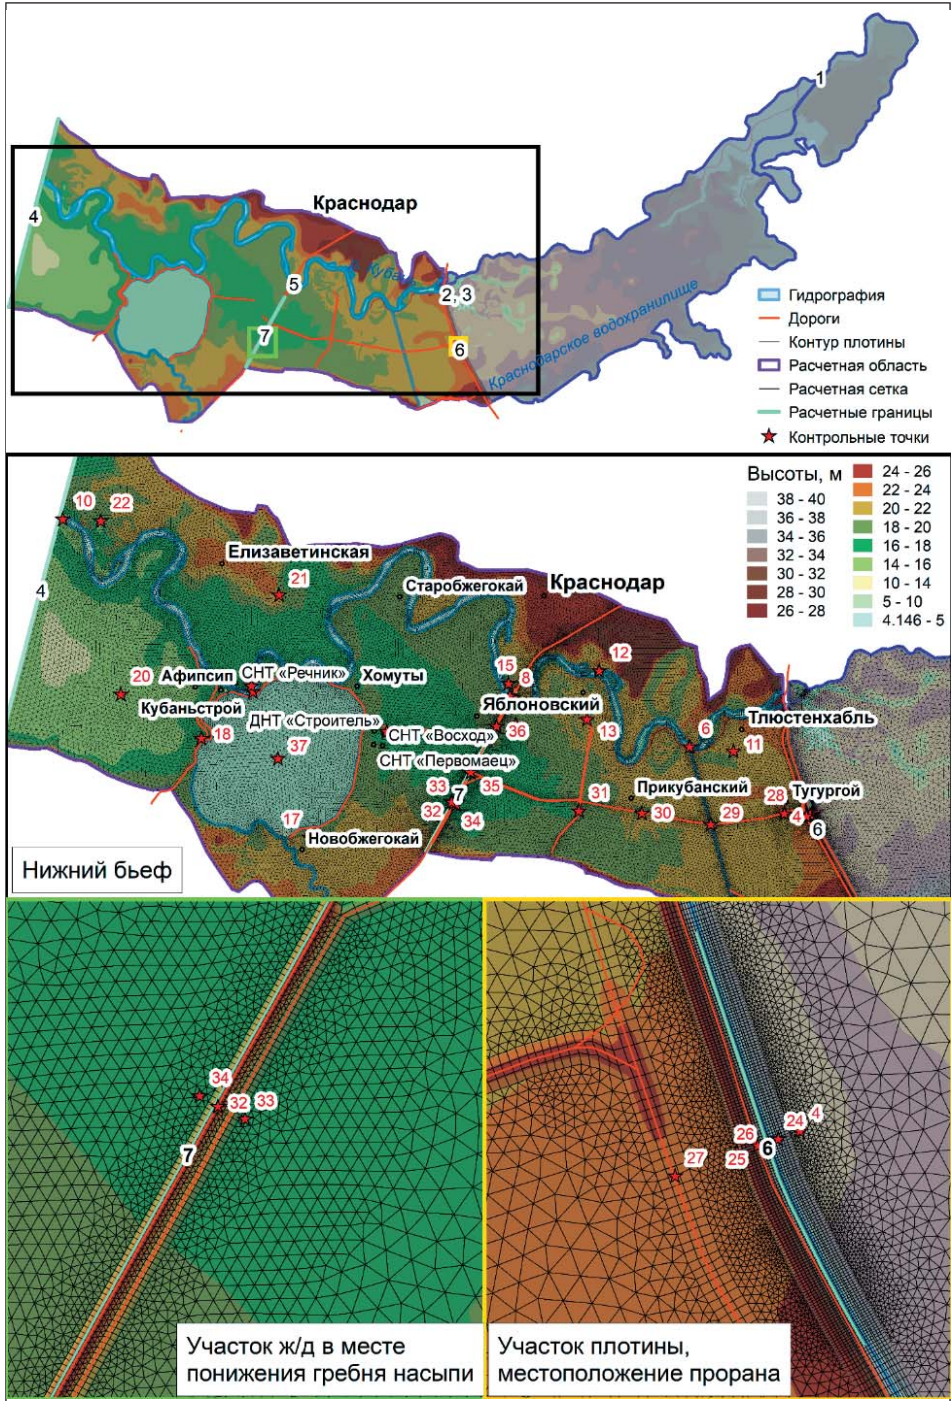 1
Краснодар
4
Кубань
5
2, 3
7
6
Краснодарское водохранилище
Гидрография
Дороги
Контур плотины
Расчетная область
Расчетная сетка
Расчетные границы
Контрольные точки
Высоты, м
38 - 40
36 - 38
34 - 36
32 - 34
30 - 32
28 - 30
26 - 28
24 - 26
22 - 24
20 - 22
18 - 20
16 - 18
14 - 16
10 - 14
5 - 10
4.146 - 5
10
22
Елизаветинская
21
Старобжегокай
Краснодар
4
12
15
8
20
Афипсип
СНТ «Речник»
Хомуты
Кубаньстрой
ДНТ «Строитель»
Яблоновский
18
СНТ «Восход»
36
13
6
Тлюстенхабль
11
37
СНТ «Первомаец»
33
7
35
Прикубанский
28
Тугургой
32
34
31
30
29
4
6
17
Новобжегокай
Нижний бьеф
34
32
33
7
Участок ж/д в месте
понижения гребня насыпи
4
24
26
6
25
27
Участок плотины,
местоположение прорана